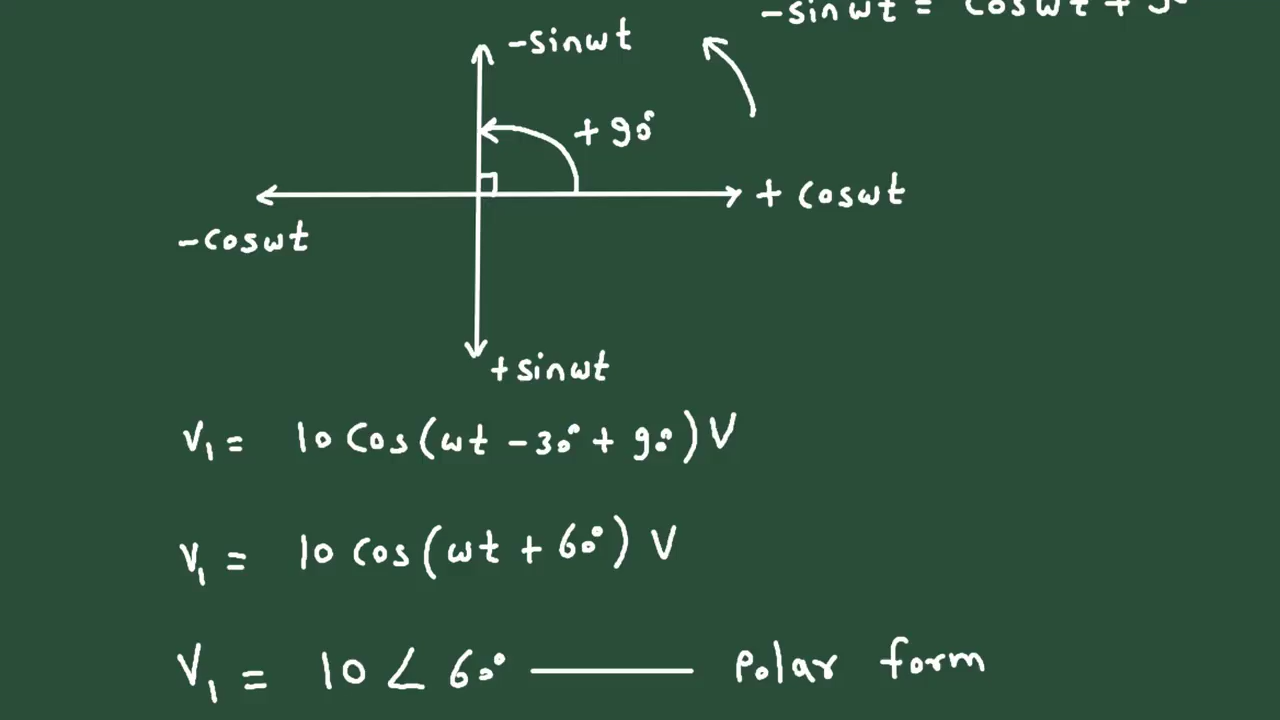 -sinωt = cosωt +
-sinωt
+ 90°
+ cosωt
-cosωt
+ sinωt
V₁ = 10 cos(ωt - 30° + 90°) V
V₁ = 10 cos(ωt + 60°) V
V₁ = 10 ∠ 60° —— Polar form